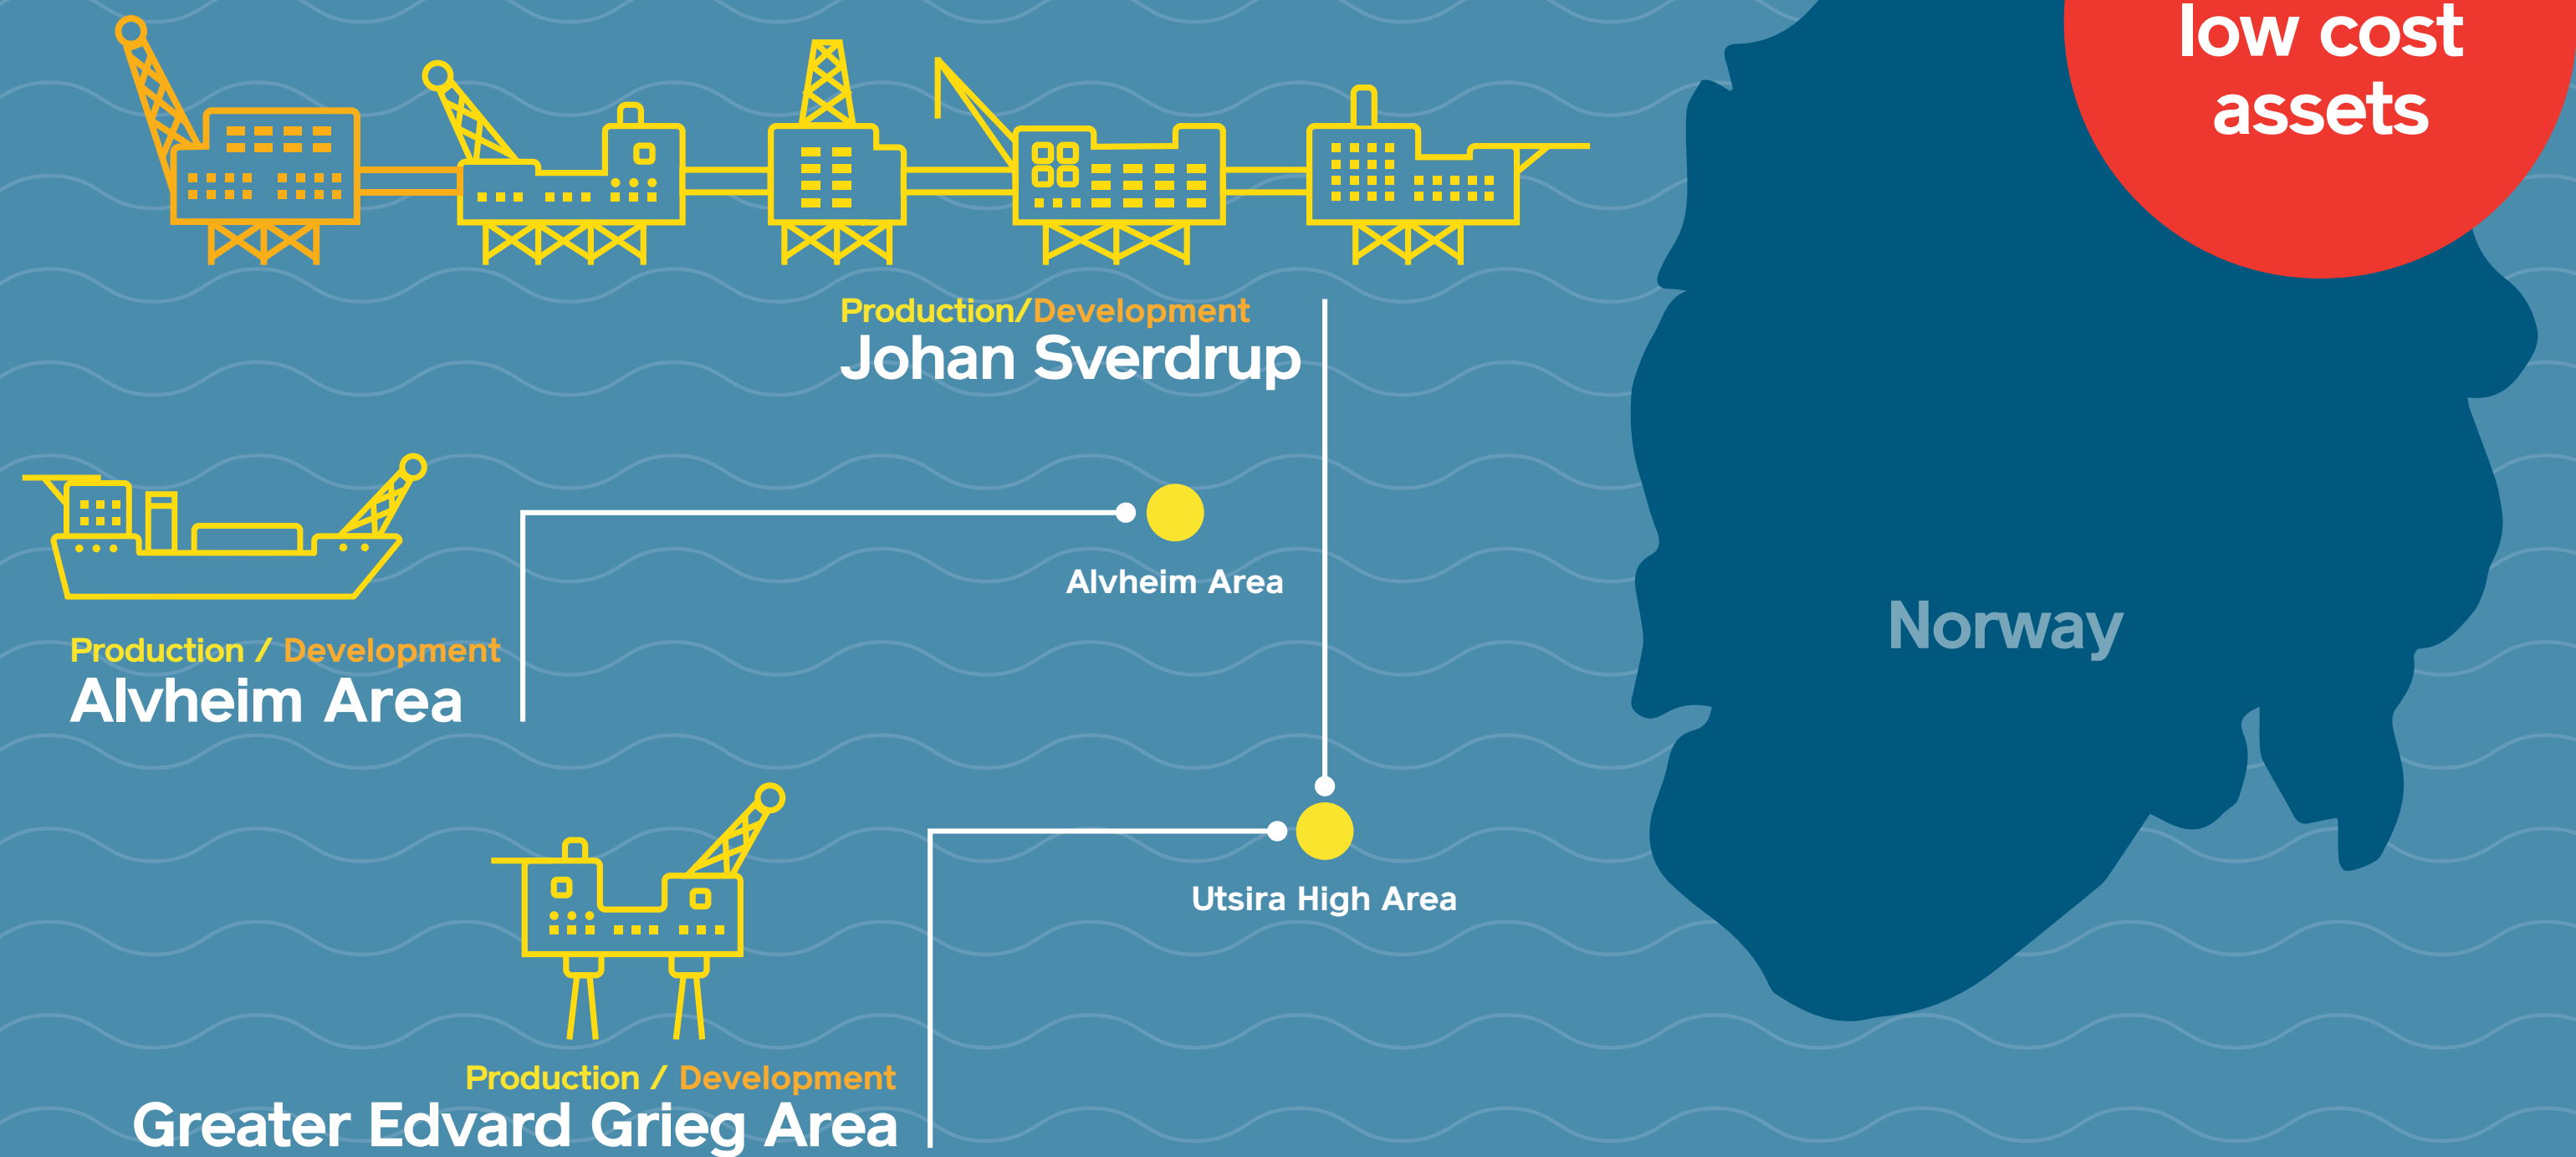 low cost
assets
Production/Development
Johan Sverdrup
Alvheim Area
Production / Development
Alvheim Area
Norway
Utsira High Area
Production / Development
Greater Edvard Grieg Area